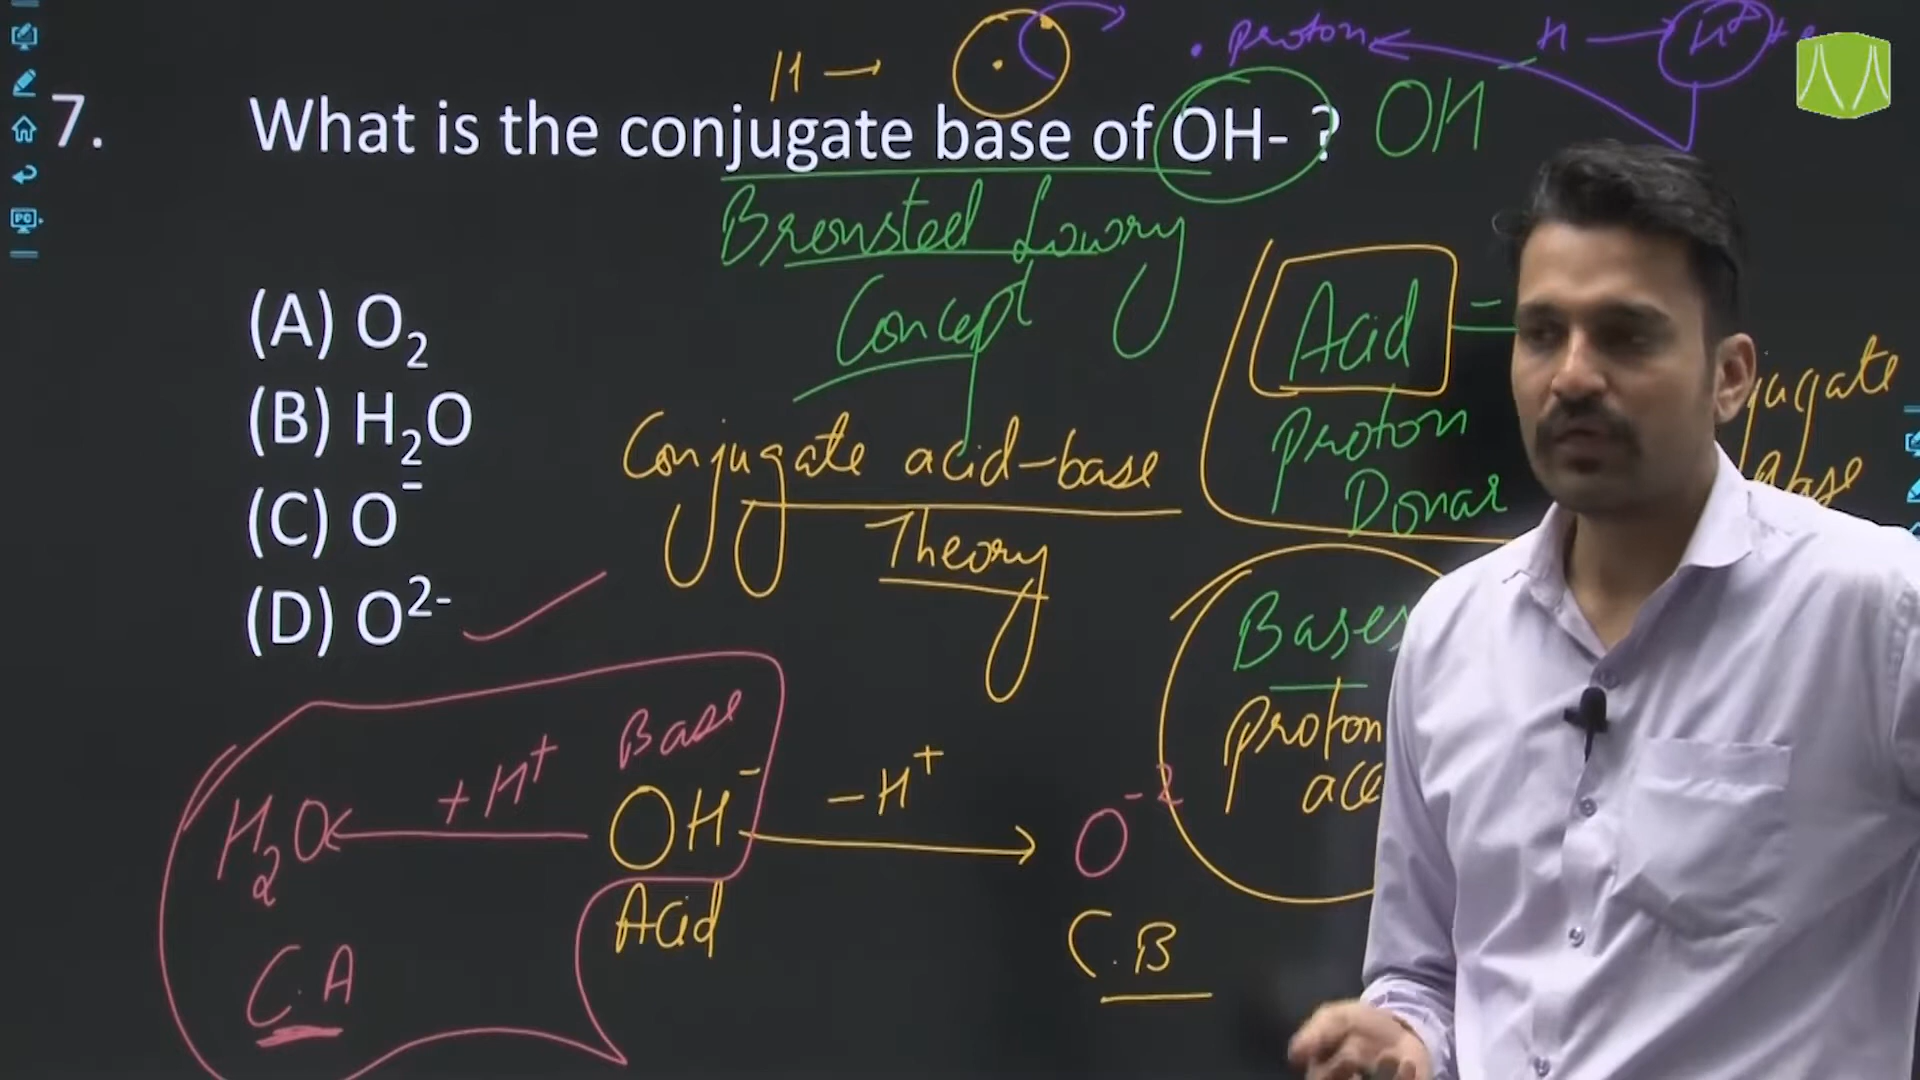 H →
proton ← H → H⁺ +
7. What is the conjugate base of OH- ? OH⁻
Bronsted Lowry
Concept
(A) O₂
(B) H₂O
(C) O⁻
(D) O²⁻
Conjugate acid-base
Theory
Acid
Proton
Donar
Bases
Proton
Base
H₂O ← +H⁺ OH⁻ -H⁺ → O⁻²
Acid
C.A
C.B
PC